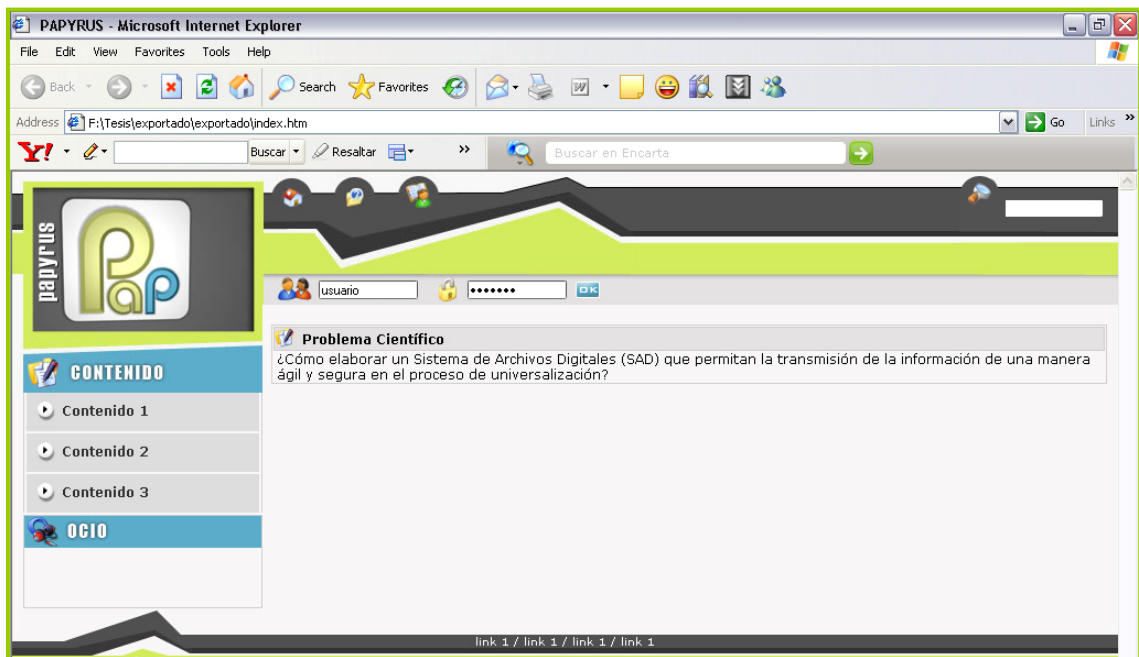 PAPYRUS - Microsoft Internet Explorer
File Edit View Favorites Tools Help
Back Search Favorites
Address F:\Tesis\exportado\exportado\index.htm Go Links »
Y! Buscar Resaltar » Buscar en Encarta
papyrus
Pap
usuario ••••••• OK
Problema Científico
¿Cómo elaborar un Sistema de Archivos Digitales (SAD) que permitan la transmisión de la información de una manera
ágil y segura en el proceso de universalización?
CONTENIDO
Contenido 1
Contenido 2
Contenido 3
OCIO
link 1 / link 1 / link 1 / link 1